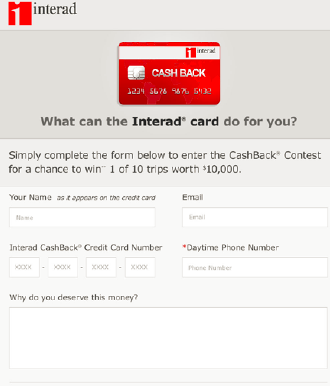 interad
interad
CASH BACK
1234 5678 9876 5432
What can the Interad® card do for you?
Simply complete the form below to enter the CashBack® Contest
for a chance to win 1 of 10 trips worth $10,000.
Your Name as it appears on the credit card
Email
Name
Email
Interad CashBack® Credit Card Number
*Daytime Phone Number
XXXX - XXXX - XXXX - XXXX
Phone Number
Why do you deserve this money?